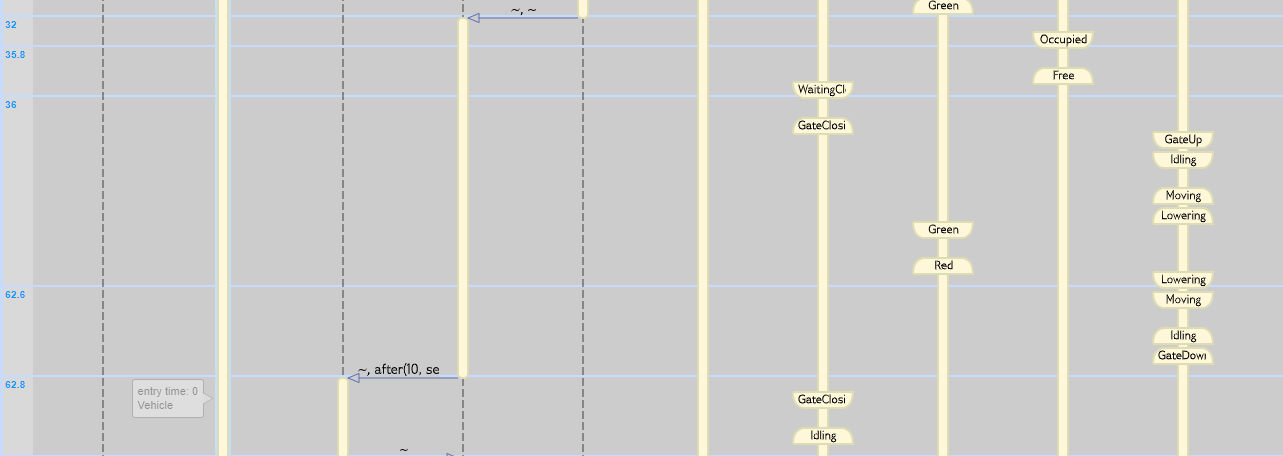 Green
~, ~
32
Occupied
35.8
Free
WaitingCl
36
GateClosi
GateUp
Idling
Moving
Lowering
Green
Red
Lowering
62.6
Moving
Idling
GateDow
~, after(10, se
62.8
entry time: 0
Vehicle
GateClosi
Idling
~